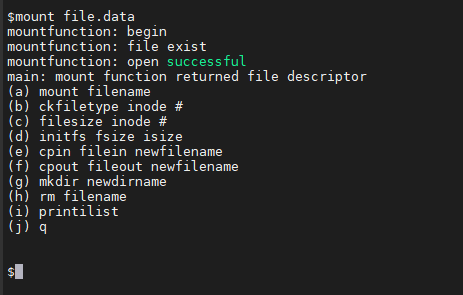 $mount file.data
mountfunction: begin
mountfunction: file exist
mountfunction: open successful
main: mount function returned file descriptor
(a) mount filename
(b) ckfiletype inode #
(c) filesize inode #
(d) initfs fsize isize
(e) cpin filein newfilename
(f) cpout fileout newfilename
(g) mkdir newdirname
(h) rm filename
(i) printilist
(j) q
$